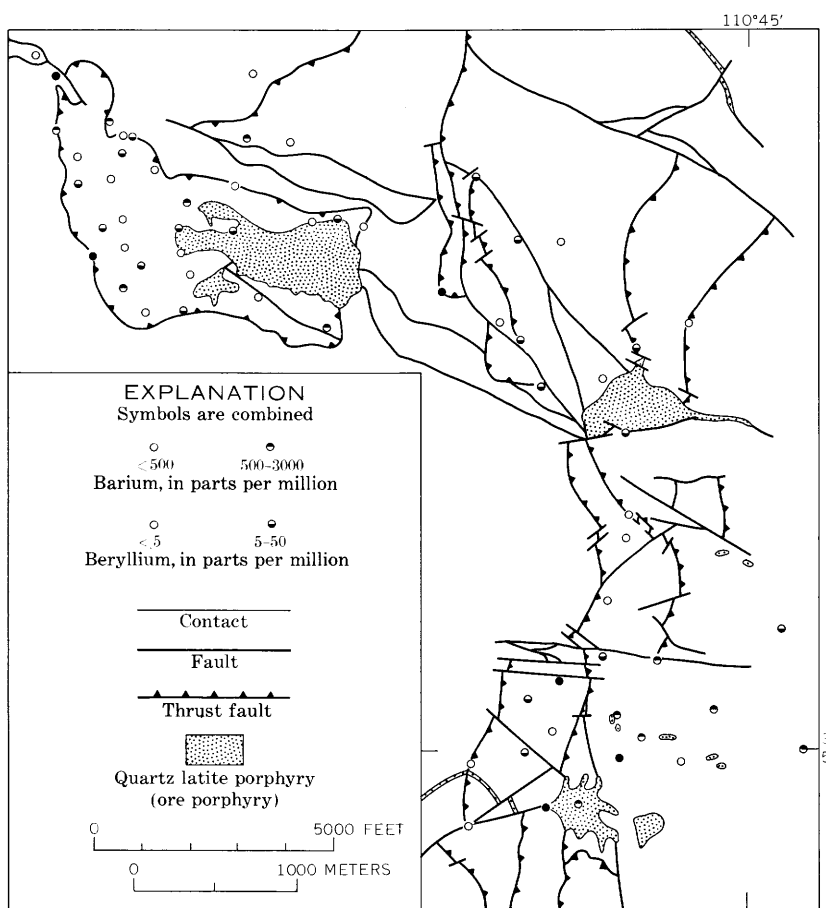 110°45'
EXPLANATION
Symbols are combined
<500 500-3000
Barium, in parts per million
<5 5-50
Beryllium, in parts per million
Contact
Fault
Thrust fault
Quartz latite porphyry
(ore porphyry)
0 5000 FEET
0 1000 METERS